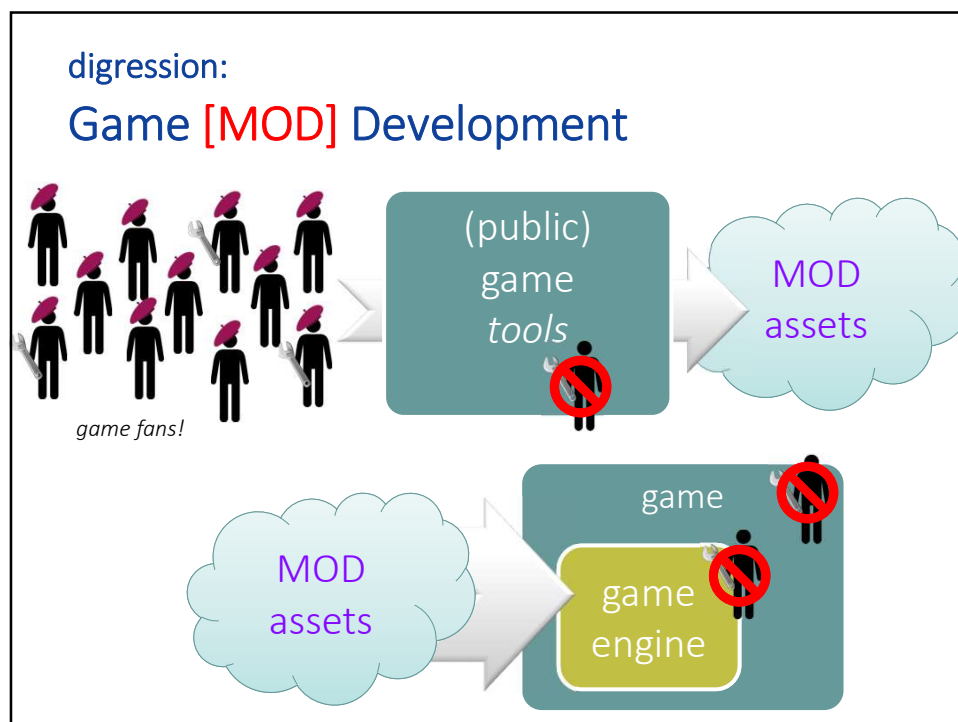 digression:
Game [MOD] Development
(public)
game
tools
MOD
assets
game fans!
MOD
assets
game
game
engine